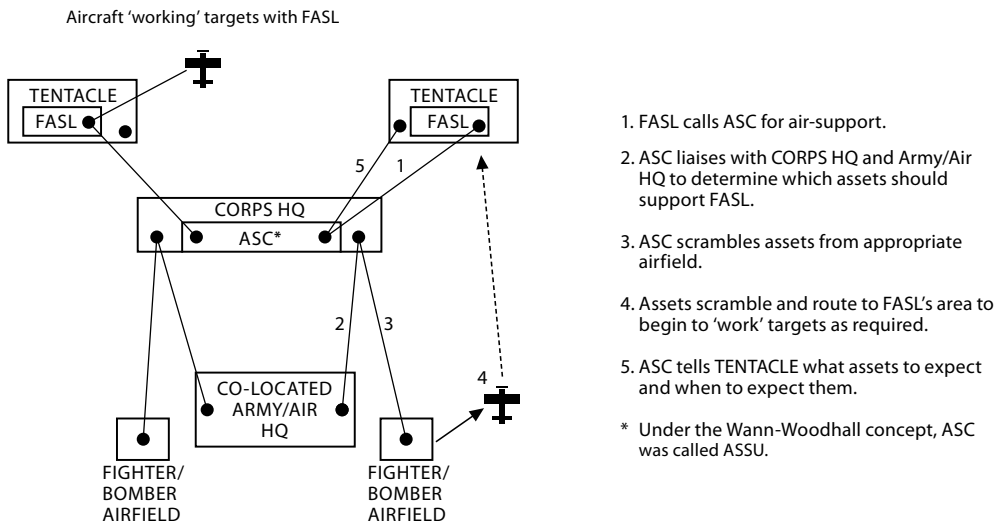 Aircraft ‘working’ targets with FASL
TENTACLE
FASL
TENTACLE
FASL
5
1
CORPS HQ
ASC*
2
3
4
CO-LOCATED
ARMY/AIR
HQ
FIGHTER/
BOMBER
AIRFIELD
FIGHTER/
BOMBER
AIRFIELD
1. FASL calls ASC for air-support.
2. ASC liaises with CORPS HQ and Army/Air
HQ to determine which assets should
support FASL.
3. ASC scrambles assets from appropriate
airfield.
4. Assets scramble and route to FASL’s area to
begin to ‘work’ targets as required.
5. ASC tells TENTACLE what assets to expect
and when to expect them.
* Under the Wann-Woodhall concept, ASC
was called ASSU.